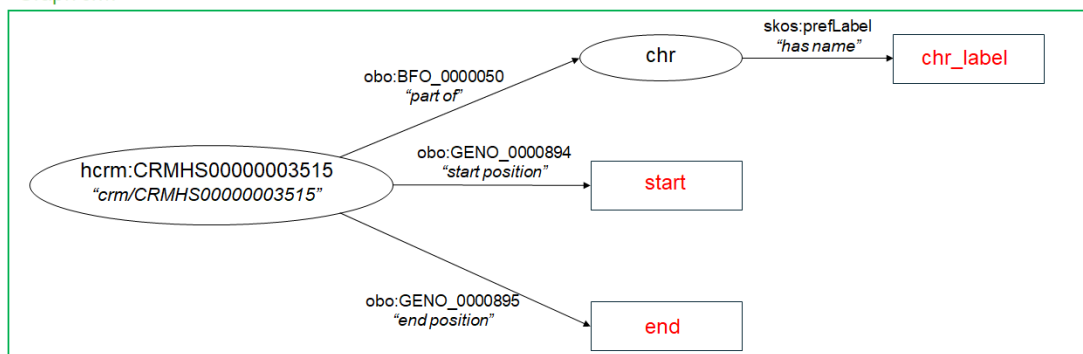 skos:prefLabel
"has name"
chr
chr_label
obo:BFO_0000050
"part of"
obo:GENO_0000894
"start position"
hcrm:CRMHS00000003515
"crm/CRMHS00000003515"
start
obo:GENO_0000895
"end position"
end